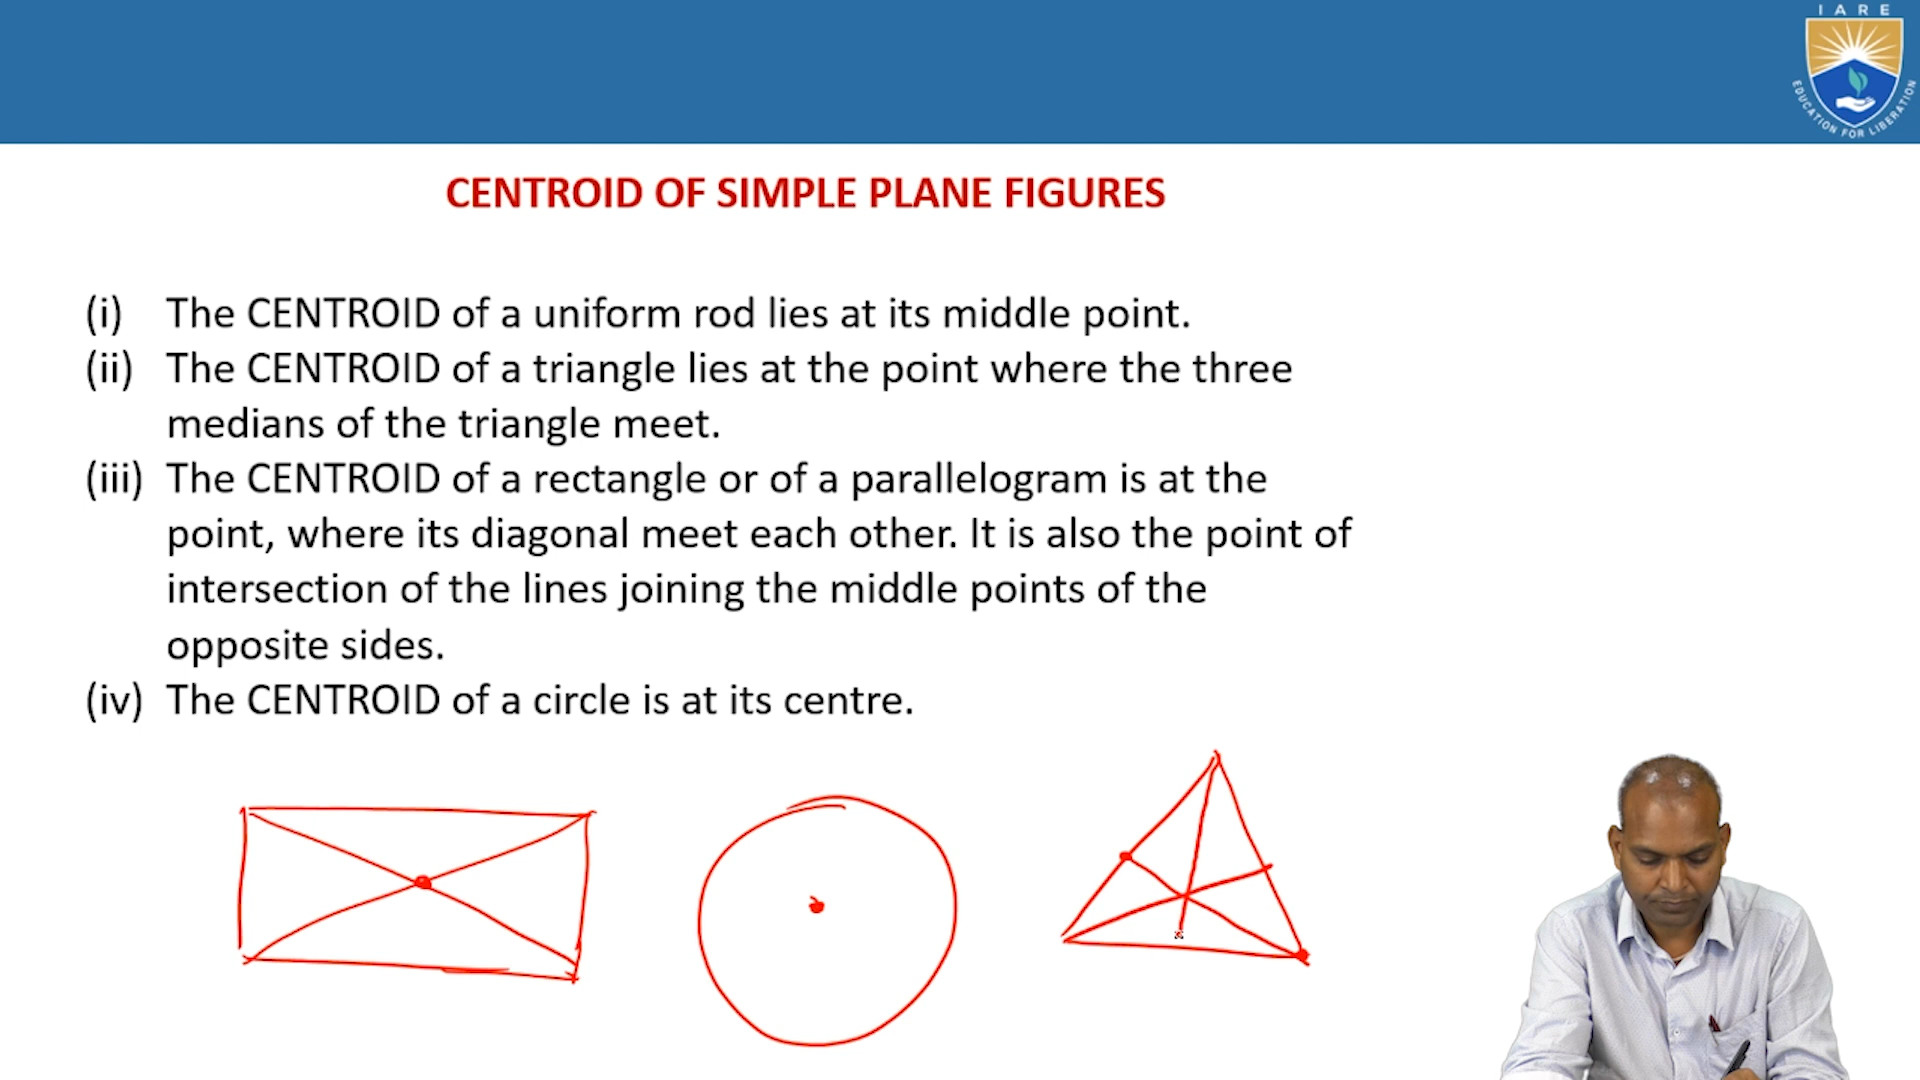 IARE
EDUCATION FOR LIBERATION
CENTROID OF SIMPLE PLANE FIGURES
(i) The CENTROID of a uniform rod lies at its middle point.
(ii) The CENTROID of a triangle lies at the point where the three
medians of the triangle meet.
(iii) The CENTROID of a rectangle or of a parallelogram is at the
point, where its diagonal meet each other. It is also the point of
intersection of the lines joining the middle points of the
opposite sides.
(iv) The CENTROID of a circle is at its centre.